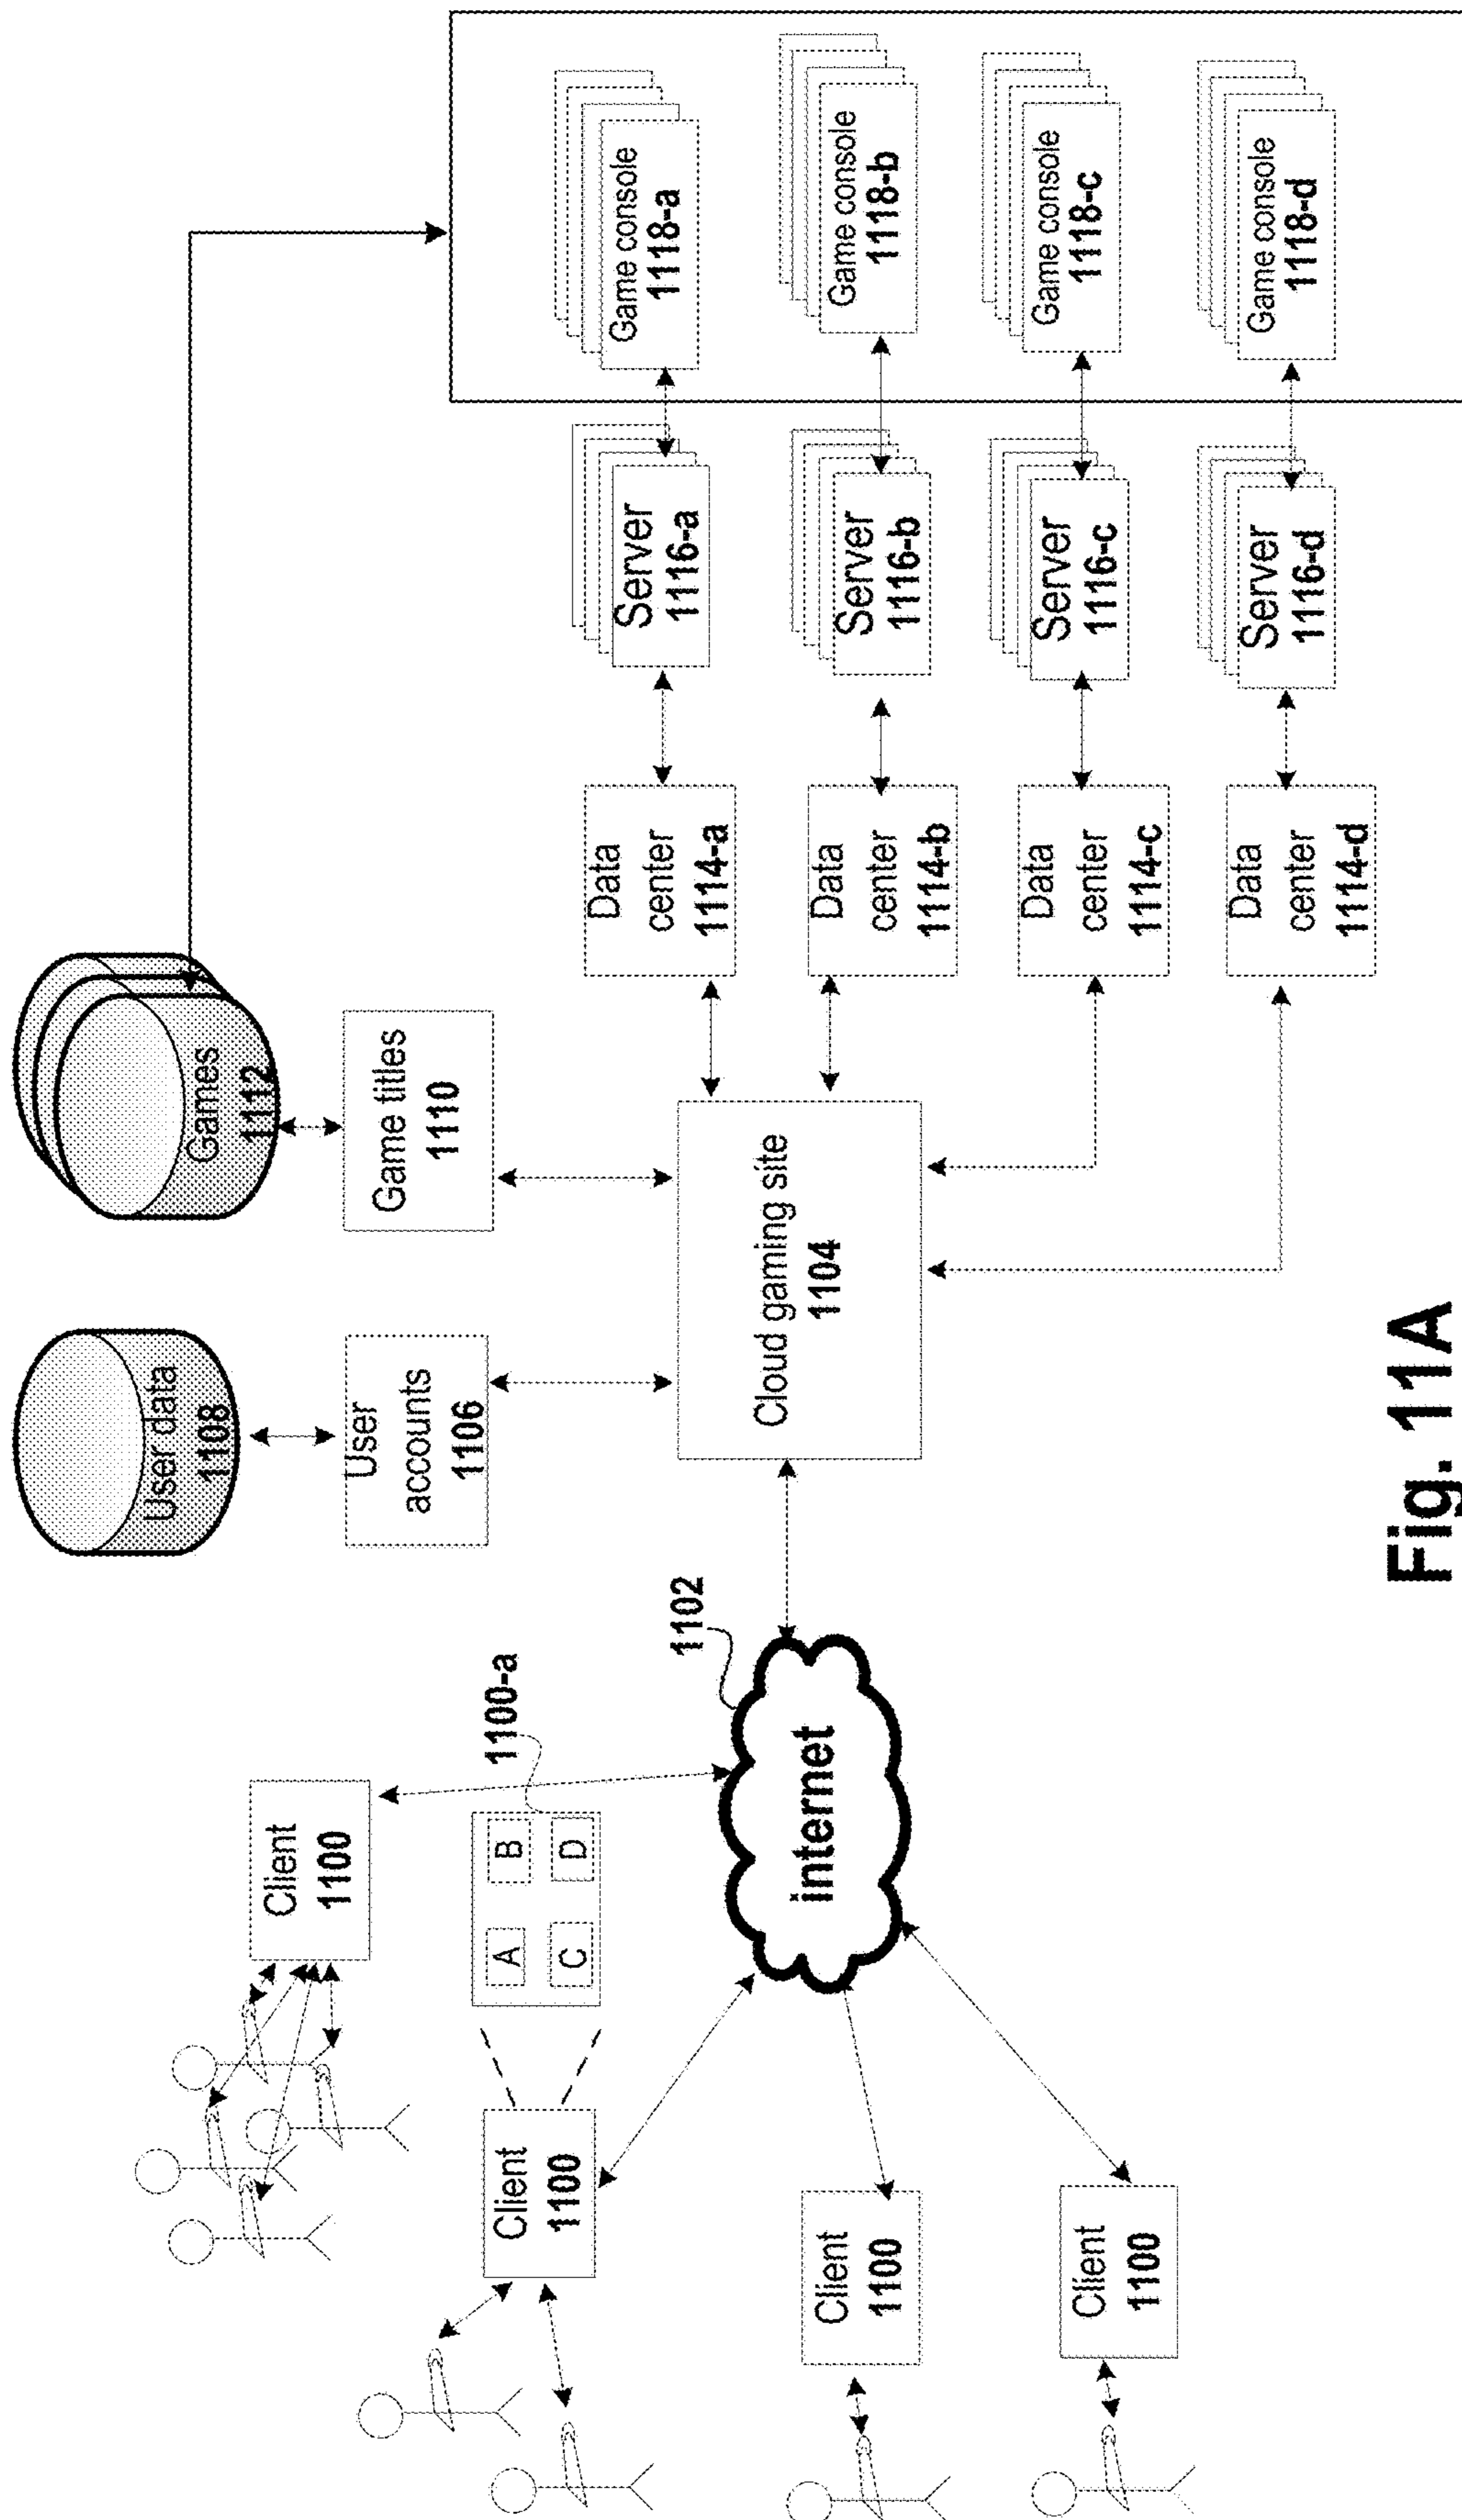 User data
1108
Games
1112
User
accounts
1106
Game titles
1110
Client
1100
1100-a
A
B
C
D
Client
1100
1102
internet
Client
1100
Client
1100
Cloud gaming site
1104
Data
center
1114-a
Server
1116-a
Game console
1118-a
Data
center
1114-b
Server
1116-b
Game console
1118-b
Data
center
1114-c
Server
1116-c
Game console
1118-c
Data
center
1114-d
Server
1116-d
Game console
1118-d
Fig. 11A